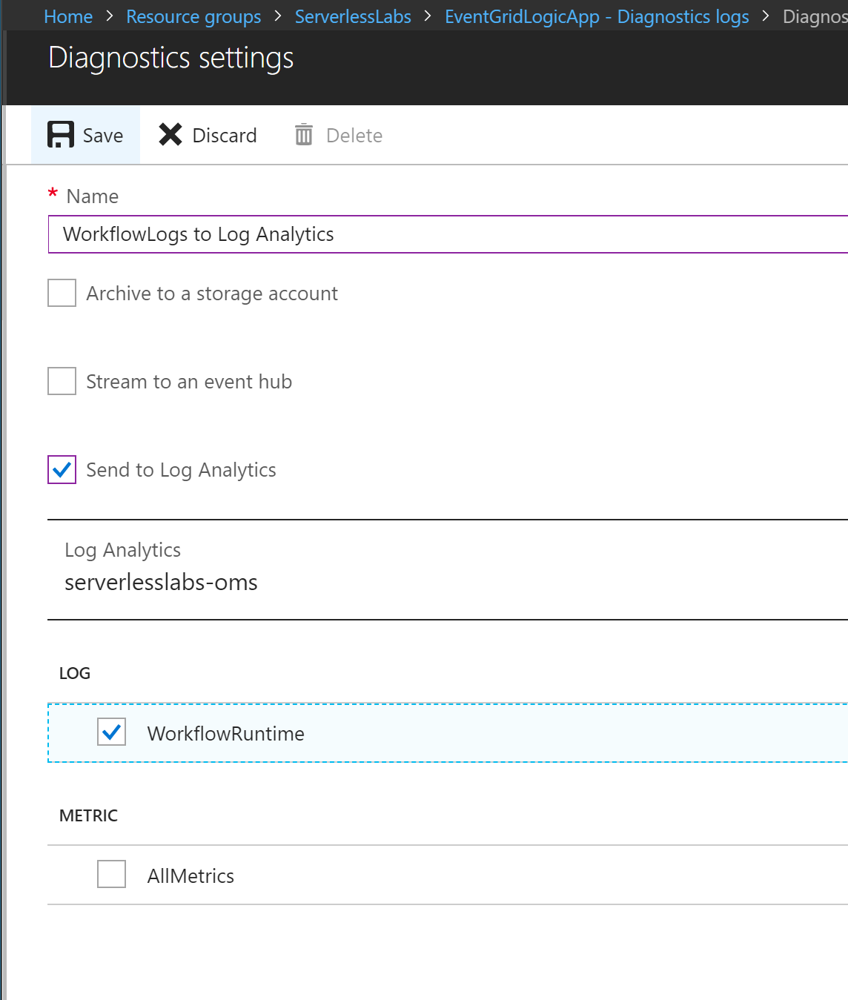 Home > Resource groups > ServerlessLabs > EventGridLogicApp - Diagnostics logs > Diagnos
Diagnostics settings
Save Discard Delete
* Name
WorkflowLogs to Log Analytics
Archive to a storage account
Stream to an event hub
Send to Log Analytics
Log Analytics
serverlesslabs-oms
LOG
WorkflowRuntime
METRIC
AllMetrics